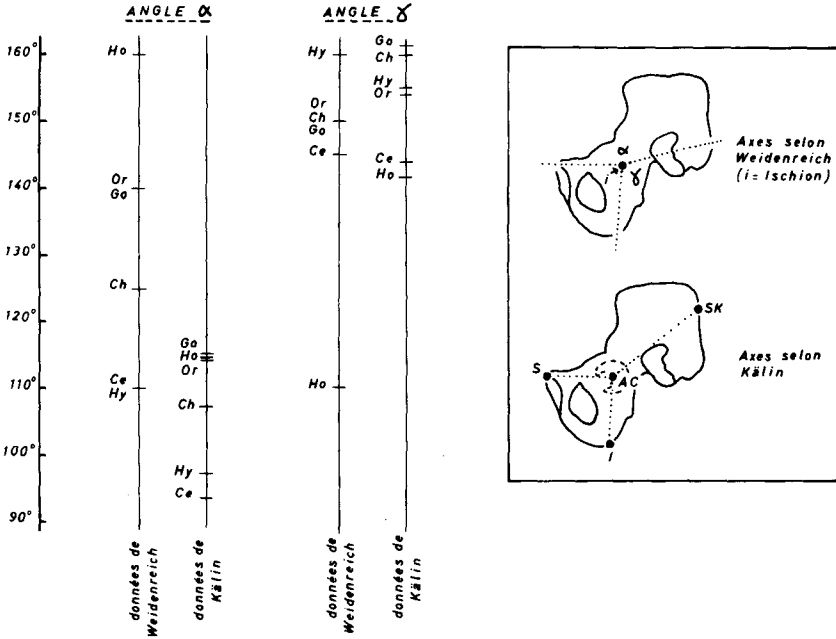 ANGLE α
160°
150°
140°
130°
120°
110°
100°
90°
Ho
Or
Go
Ch
Ce
Hy
données de
Weidenreich
Go
Ho
Or
Ch
Hy
Ce
données de
Kälin
ANGLE γ
Hy
Or
Ch
Go
Ce
Ho
données de
Weidenreich
Go
Ch
Hy
Or
Ce
Ho
données de
Kälin
α
i
γ
Axes selon
Weidenreich
(i = Ischion)
SK
S
AC
I
Axes selon
Kälin